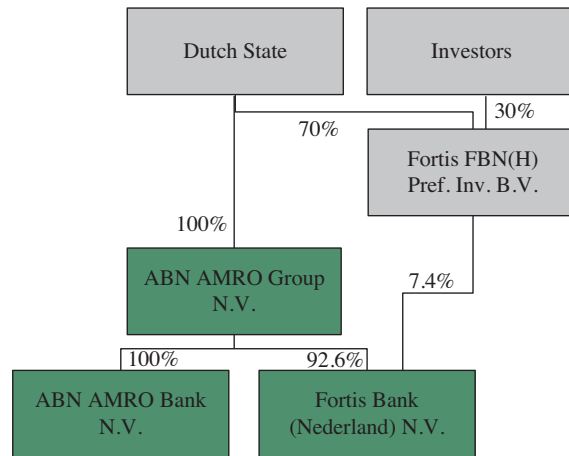 Dutch State
Investors
70%
30%
Fortis FBN(H)
Pref. Inv. B.V.
100%
ABN AMRO Group
N.V.
7.4%
100%
92.6%
ABN AMRO Bank
N.V.
Fortis Bank
(Nederland) N.V.